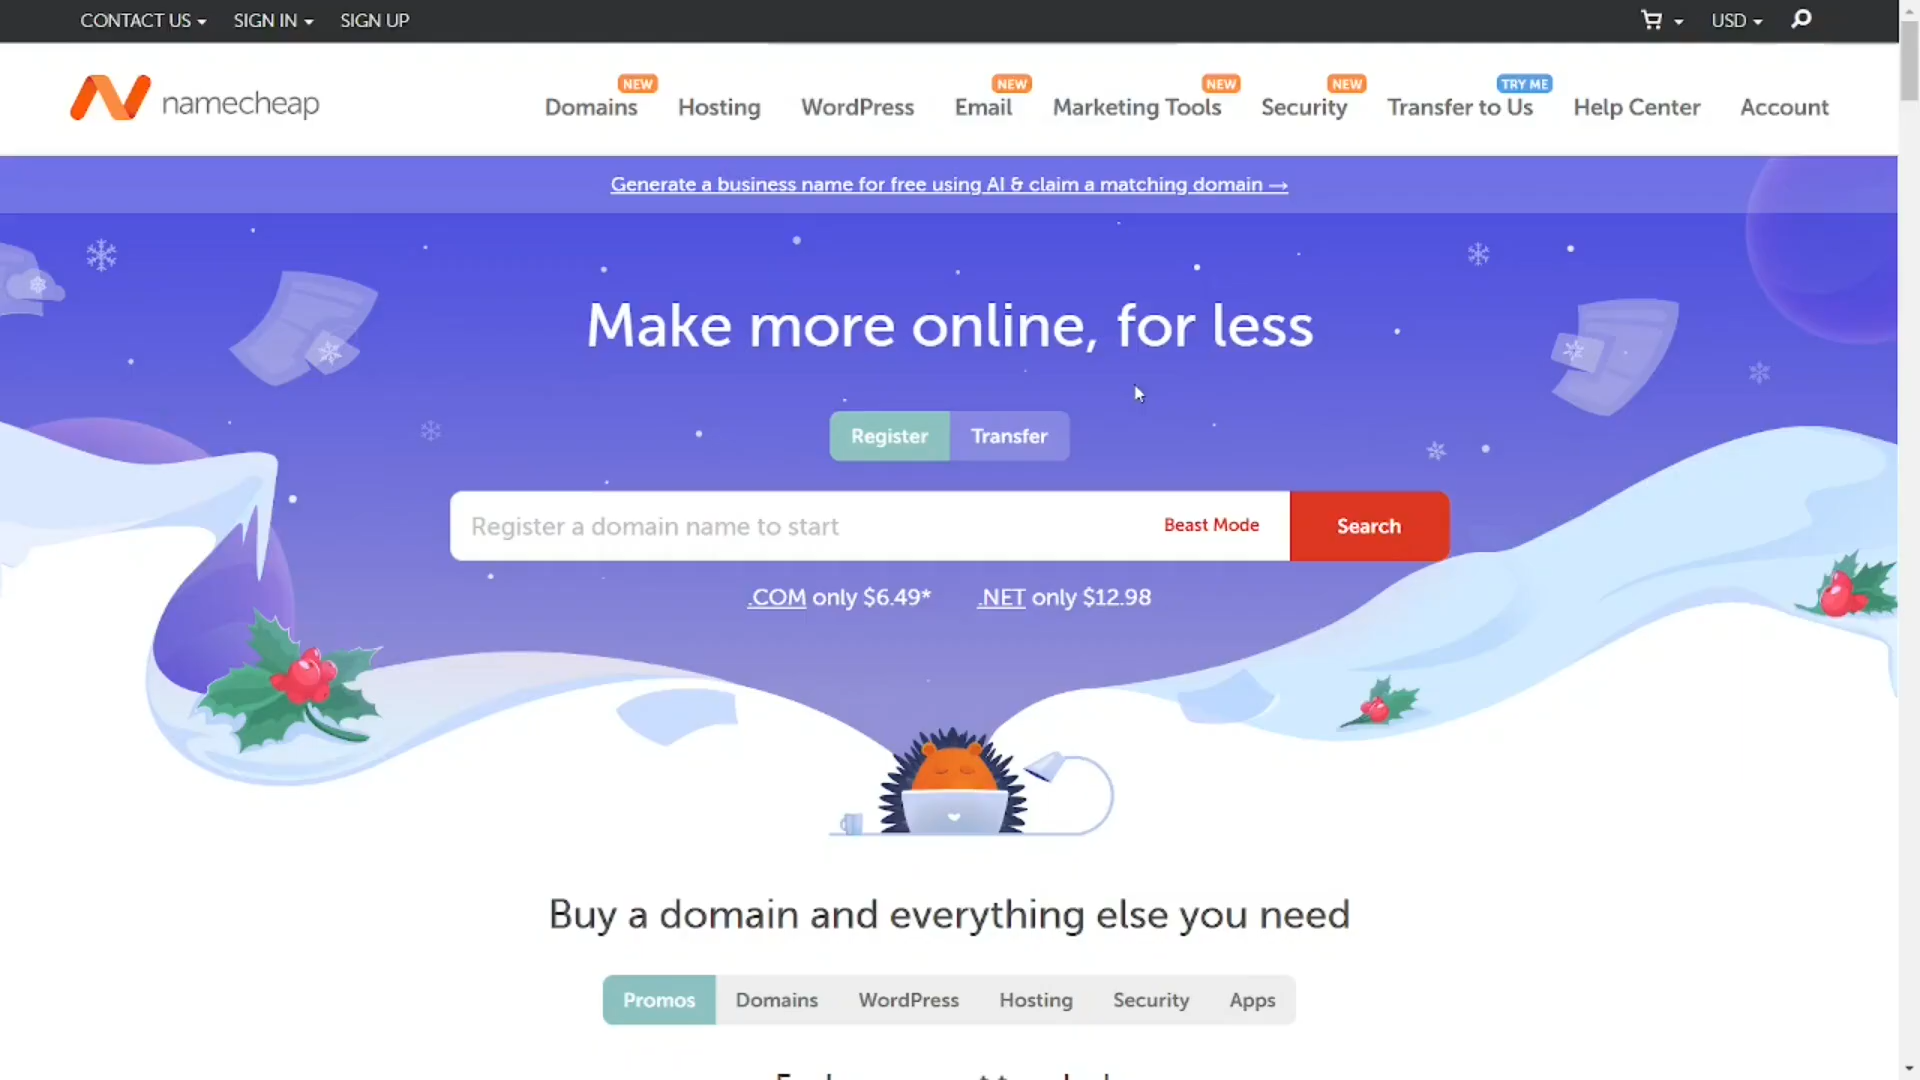 CONTACT US SIGN IN SIGN UP USD
namecheap
NEW NEW NEW NEW TRY ME
Domains Hosting WordPress Email Marketing Tools Security Transfer to Us Help Center Account
Generate a business name for free using AI & claim a matching domain →
Make more online, for less
Register Transfer
Register a domain name to start Beast Mode Search
.COM only $6.49* .NET only $12.98
Buy a domain and everything else you need
Promos Domains WordPress Hosting Security Apps